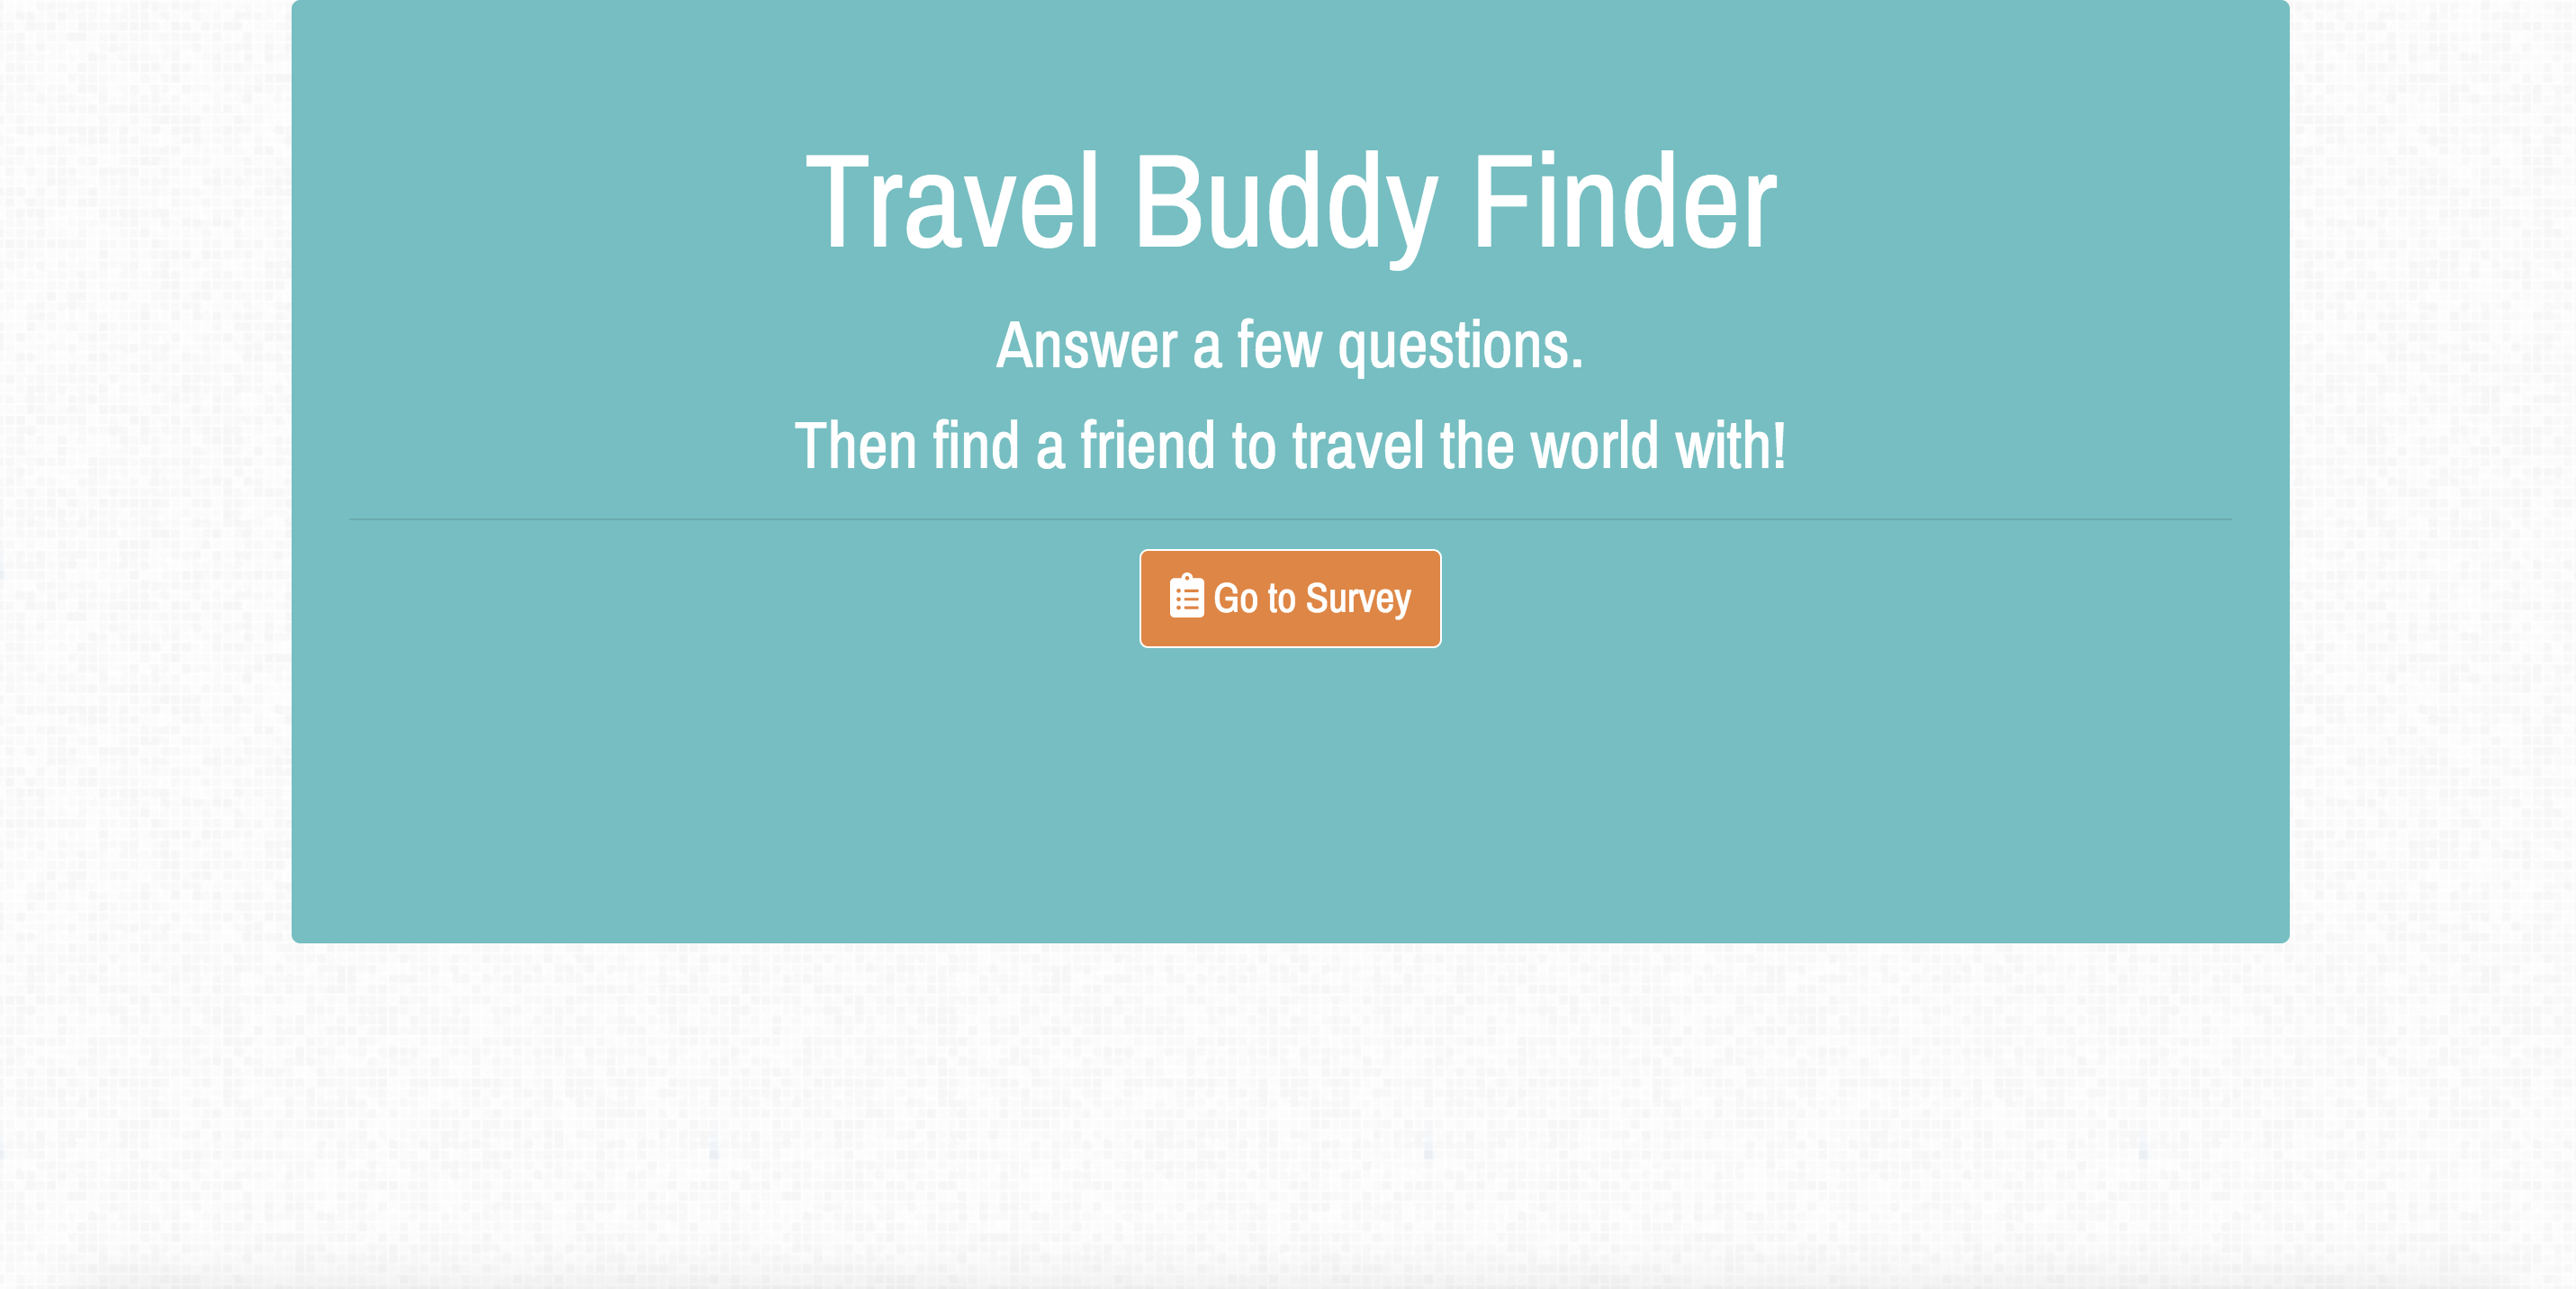 Travel Buddy Finder
Answer a few questions.
Then find a friend to travel the world with!
Go to Survey